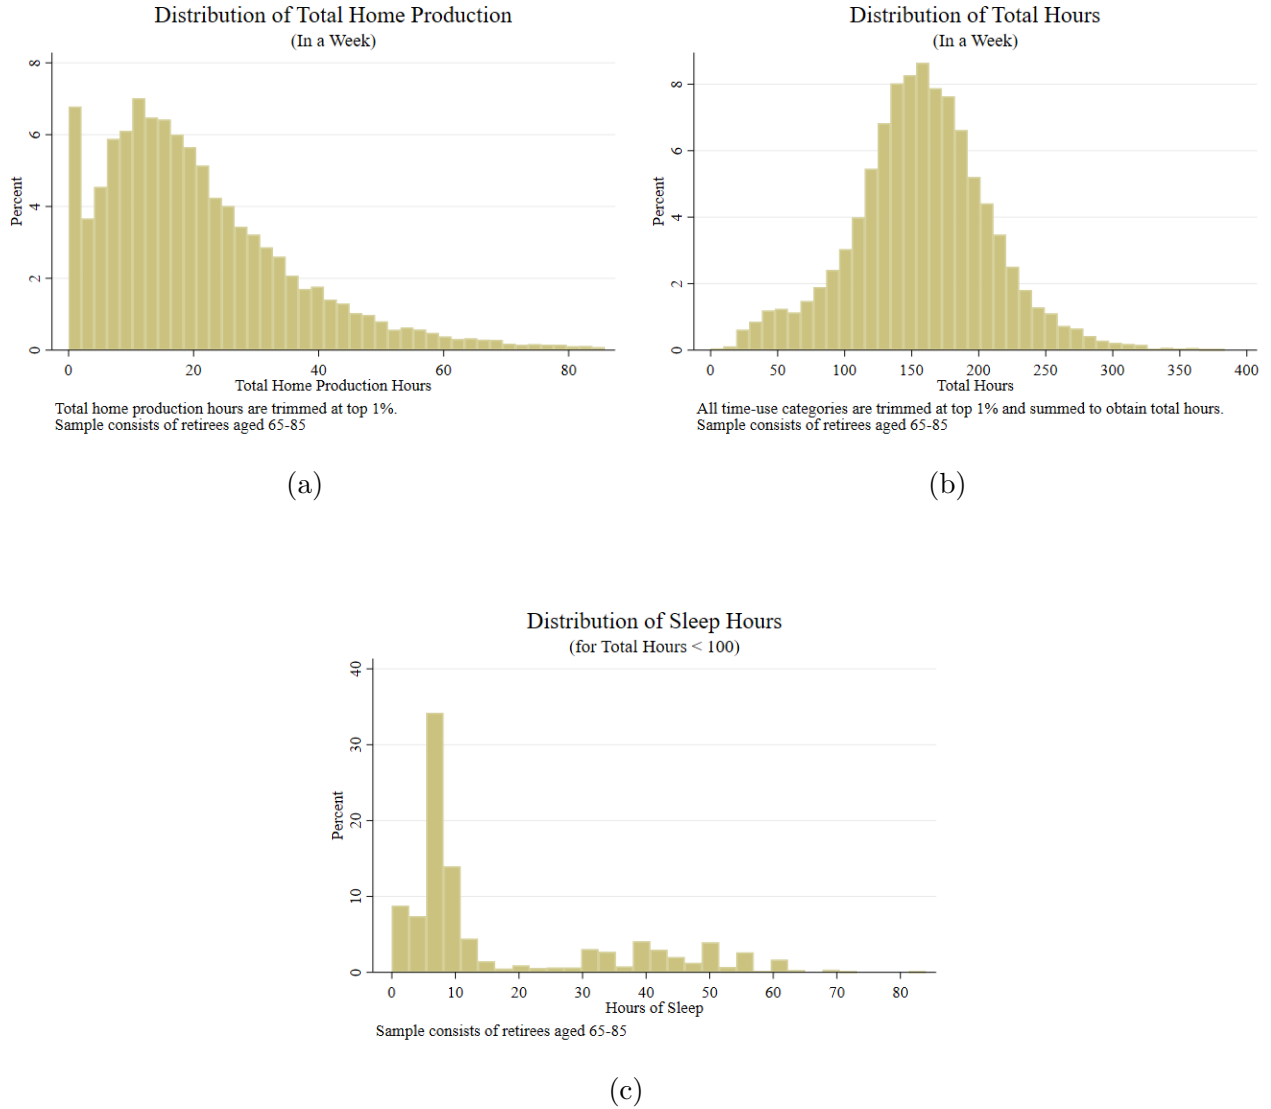 Distribution of Total Home Production
(In a Week)
Percent
8
6
4
2
0
0 20 40 60 80
Total Home Production Hours
Total home production hours are trimmed at top 1%.
Sample consists of retirees aged 65-85
(a)
Distribution of Total Hours
(In a Week)
Percent
8
6
4
2
0
0 50 100 150 200 250 300 350 400
Total Hours
All time-use categories are trimmed at top 1% and summed to obtain total hours.
Sample consists of retirees aged 65-85
(b)
Distribution of Sleep Hours
(for Total Hours < 100)
Percent
40
30
20
10
0
0 10 20 30 40 50 60 70 80
Hours of Sleep
Sample consists of retirees aged 65-85
(c)